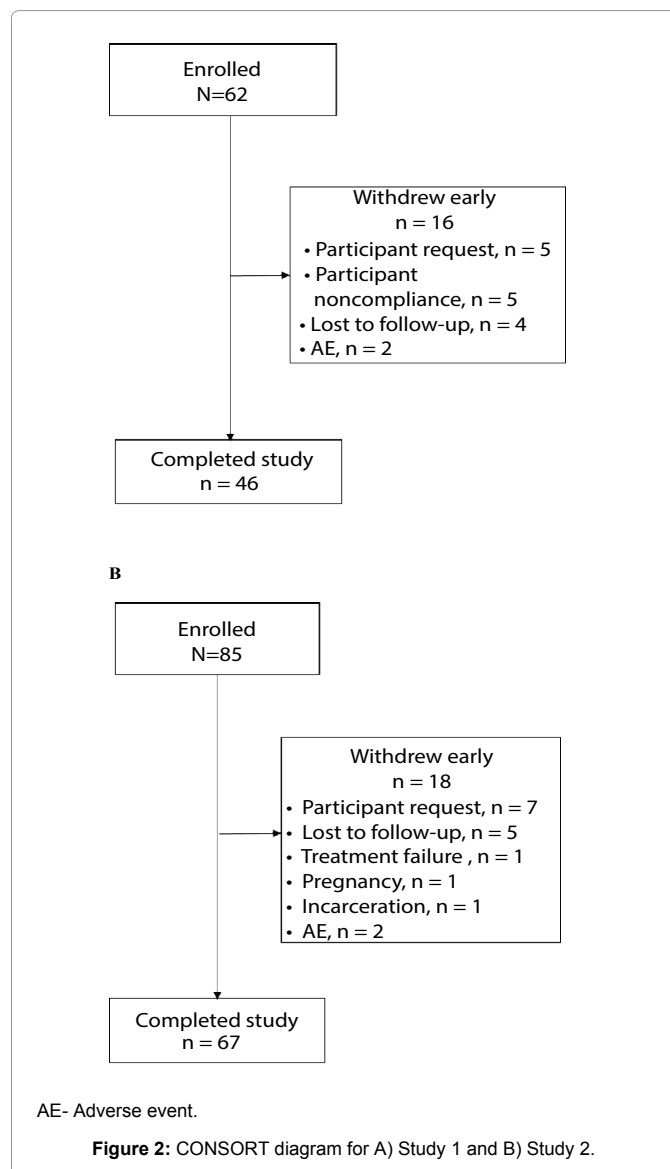 Enrolled
N=62
Withdrew early
n = 16
• Participant request, n = 5
• Participant
noncompliance, n = 5
• Lost to follow-up, n = 4
• AE, n = 2
Completed study
n = 46
B
Enrolled
N=85
Withdrew early
n = 18
• Participant request, n = 7
• Lost to follow-up, n = 5
• Treatment failure , n = 1
• Pregnancy, n = 1
• Incarceration, n = 1
• AE, n = 2
Completed study
n = 67
AE- Adverse event.
Figure 2: CONSORT diagram for A) Study 1 and B) Study 2.